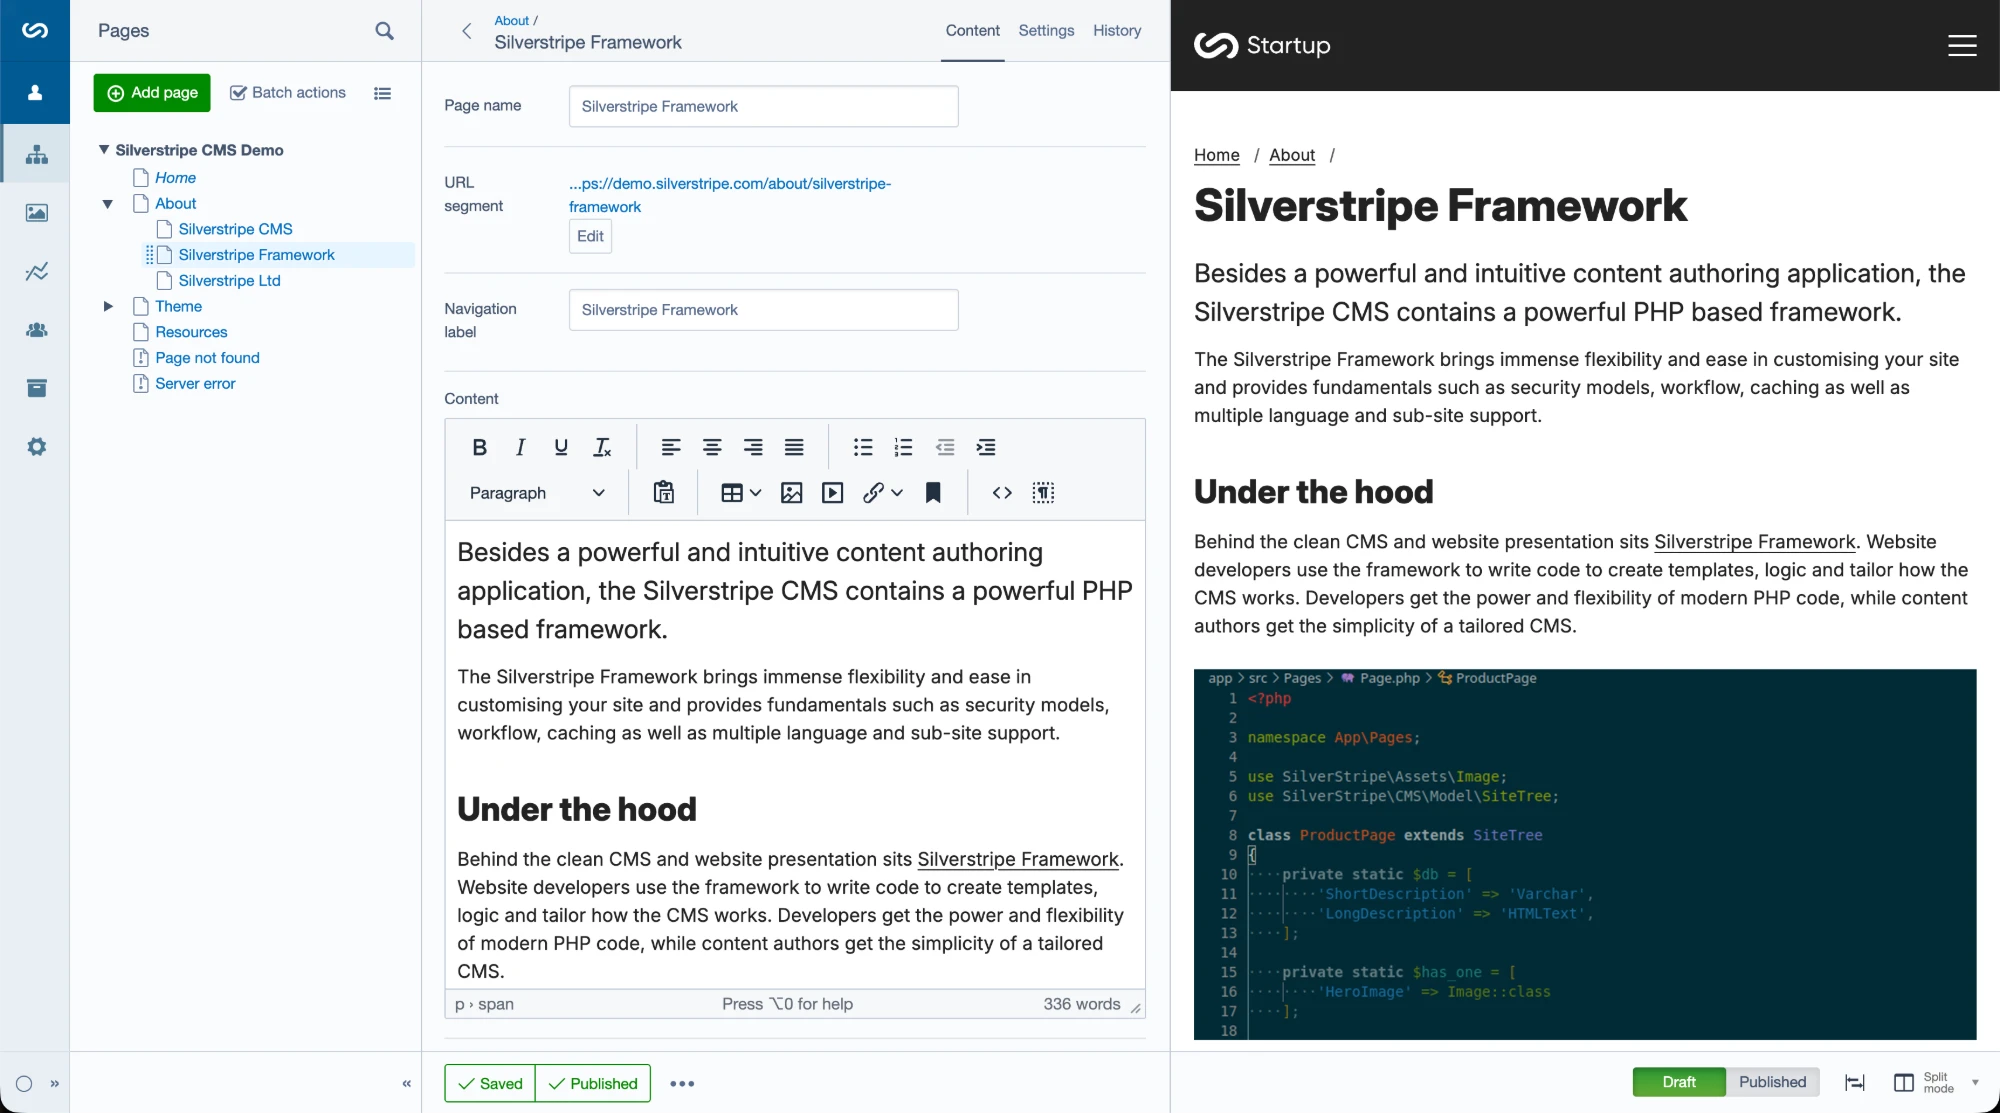 Pages
Add page
Batch actions
Silverstripe CMS Demo
Home
About
Silverstripe CMS
Silverstripe Framework
Silverstripe Ltd
Theme
Resources
Page not found
Server error
About /
Silverstripe Framework
Content Settings History
Page name
Silverstripe Framework
URL
segment
...ps://demo.silverstripe.com/about/silverstripe-
framework
Edit
Navigation
label
Silverstripe Framework
Content
Paragraph
Besides a powerful and intuitive content authoring
application, the Silverstripe CMS contains a powerful PHP
based framework.
The Silverstripe Framework brings immense flexibility and ease in
customising your site and provides fundamentals such as security models,
workflow, caching as well as multiple language and sub-site support.
Under the hood
Behind the clean CMS and website presentation sits Silverstripe Framework.
Website developers use the framework to write code to create templates,
logic and tailor how the CMS works. Developers get the power and flexibility
of modern PHP code, while content authors get the simplicity of a tailored
CMS.
p › span Press ⌥0 for help 336 words
Saved Published
Startup
Home / About /
Silverstripe Framework
Besides a powerful and intuitive content authoring application, the
Silverstripe CMS contains a powerful PHP based framework.
The Silverstripe Framework brings immense flexibility and ease in customising your site
and provides fundamentals such as security models, workflow, caching as well as
multiple language and sub-site support.
Under the hood
Behind the clean CMS and website presentation sits Silverstripe Framework. Website
developers use the framework to write code to create templates, logic and tailor how the
CMS works. Developers get the power and flexibility of modern PHP code, while content
authors get the simplicity of a tailored CMS.
app > src > Pages > Page.php > ProductPage
1 <?php
2
3 namespace App\Pages;
4
5 use SilverStripe\Assets\Image;
6 use SilverStripe\CMS\Model\SiteTree;
7
8 class ProductPage extends SiteTree
9 {
10 ····private static $db = [
11 ········'ShortDescription' => 'Varchar',
12 ········'LongDescription' => 'HTMLText',
13 ····];
14
15 ····private static $has_one = [
16 ········'HeroImage' => Image::class
17 ····];
18
Draft Published
Split
mode